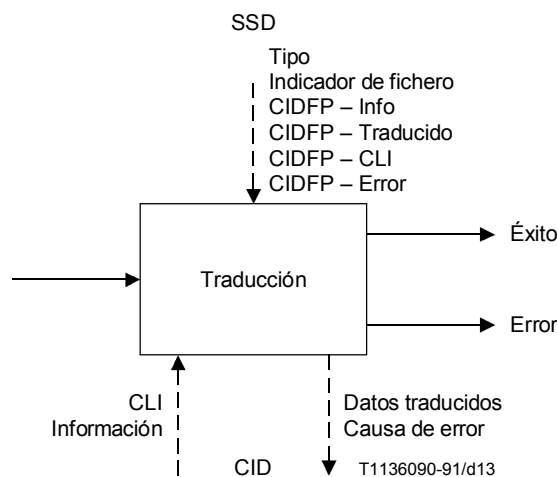 SSD
Tipo
Indicador de fichero
CIDFP – Info
CIDFP – Traducido
CIDFP – CLI
CIDFP – Error
Éxito
Traducción
Error
CLI
Información
Datos traducidos
Causa de error
CID
T1136090-91/d13